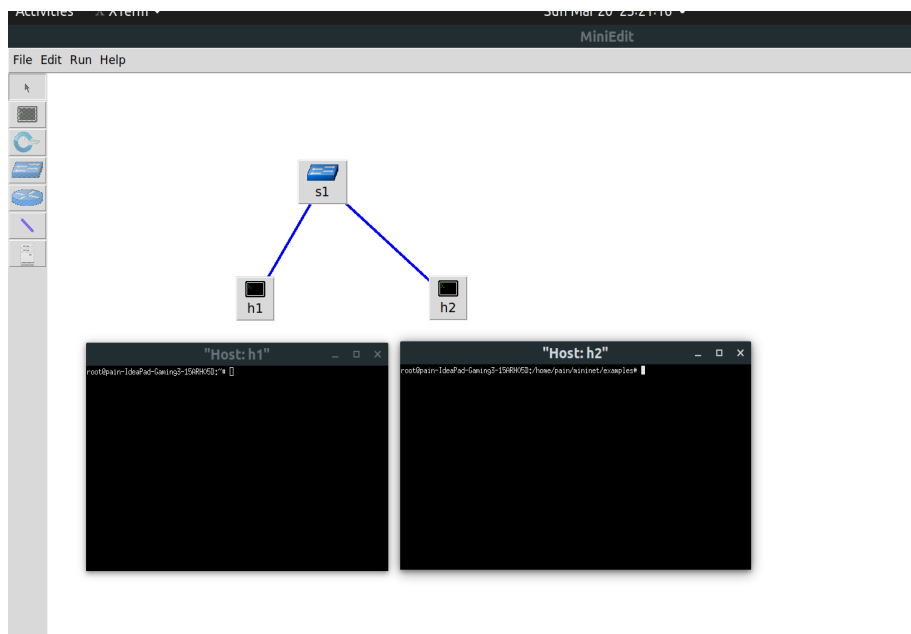 Activities XTerm Sun Mar 20 23:21:16
MiniEdit
File Edit Run Help
s1
h1
h2
"Host: h1"
root@pain-IdeaPad-Gaming3-15ARH05D:~#
"Host: h2"
root@pain-IdeaPad-Gaming3-15ARH05D:/home/pain/mininet/examples#